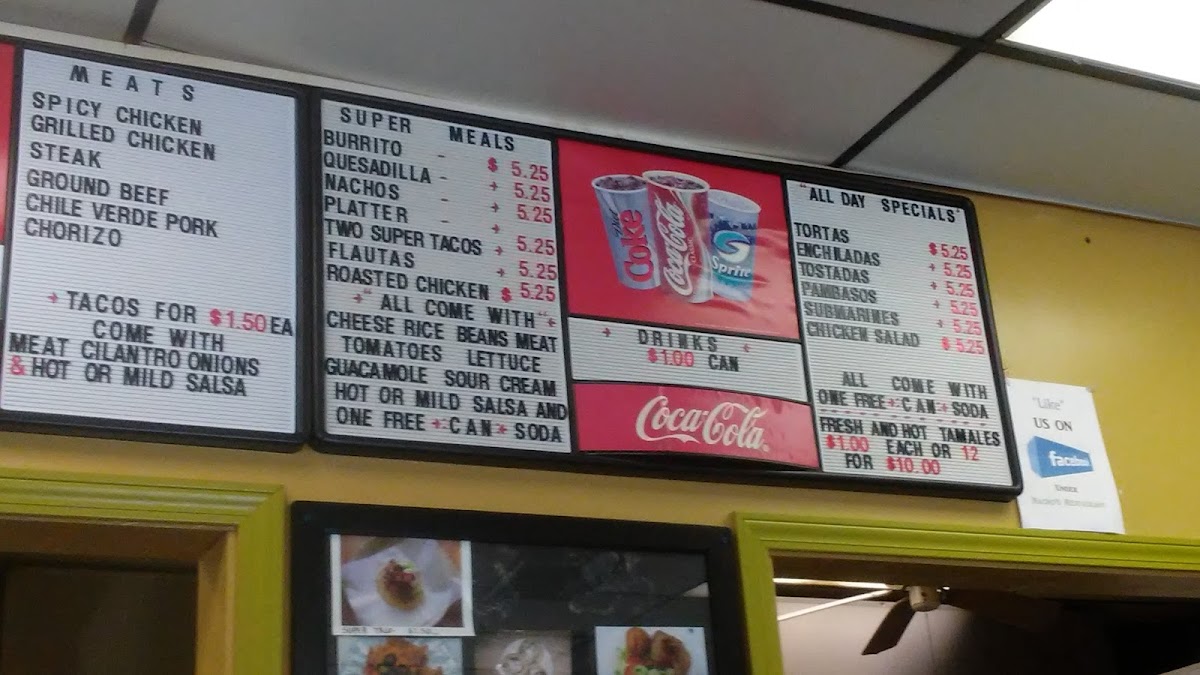 MEATS
SPICY CHICKEN
GRILLED CHICKEN
STEAK
GROUND BEEF
CHILE VERDE PORK
CHORIZO
+ TACOS FOR $1.50 EA
COME WITH
MEAT CILANTRO ONIONS
& HOT OR MILD SALSA
SUPER MEALS
BURRITO - $ 5.25
QUESADILLA - + 5.25
NACHOS - + 5.25
PLATTER - +
TWO SUPER TACOS + 5.25
FLAUTAS + 5.25
ROASTED CHICKEN $ 5.25
+" ALL COME WITH "+
CHEESE RICE BEANS MEAT
TOMATOES LETTUCE
GUACAMOLE SOUR CREAM
HOT OR MILD SALSA AND
ONE FREE + CAN + SODA
Diet Coke
Coca-Cola
CLASSIC
Sprite
+ DRINKS +
$1.00 CAN
Coca-Cola
"ALL DAY SPECIALS"
TORTAS $5.25
ENCHILADAS + 5.25
TOSTADAS + 5.25
PAMBASOS + 5.25
SUBMARINES + 5.25
CHICKEN SALAD $ 5.25
ALL COME WITH
ONE FREE + CAN + SODA
FRESH AND HOT TAMALES
$1.00 EACH OR 12
FOR $10.00
"Like"
US ON
facebook